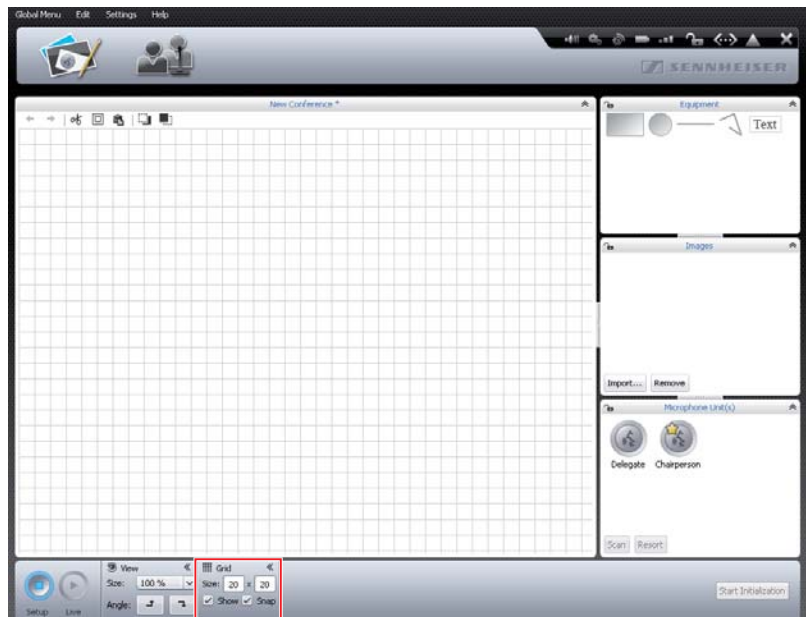 Global Menu Edit Settings Help
SENNHEISER
New Conference *
Equipment
Text
Images
Import... Remove
Microphone Unit(s)
Delegate Chairperson
Scan Resort
View
Size: 100 %
Angle:
Grid
Size: 20 x 20
Show Snap
Setup Live
Start Initialization